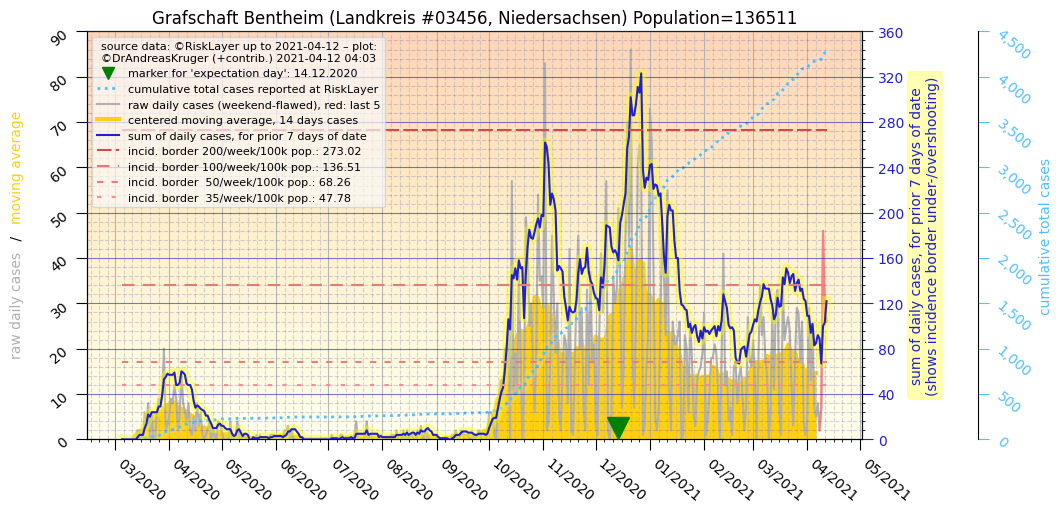 Grafschaft Bentheim (Landkreis #03456, Niedersachsen) Population=136511
source data: ©RiskLayer up to 2021-04-12 – plot:
©DrAndreasKruger (+contrib.) 2021-04-12 04:03
marker for 'expectation day': 14.12.2020
cumulative total cases reported at RiskLayer
raw daily cases (weekend-flawed), red: last 5
centered moving average, 14 days cases
sum of daily cases, for prior 7 days of date
incid. border 200/week/100k pop.: 273.02
incid. border 100/week/100k pop.: 136.51
incid. border  50/week/100k pop.: 68.26
incid. border  35/week/100k pop.: 47.78
raw daily cases  /  moving average
90
80
70
60
50
40
30
20
10
0
03/2020
04/2020
05/2020
06/2020
07/2020
08/2020
09/2020
10/2020
11/2020
12/2020
01/2021
02/2021
03/2021
04/2021
05/2021
360
320
280
240
200
160
120
80
40
0
sum of daily cases, for prior 7 days of date
(shows incidence border under-/overshooting)
4,500
4,000
3,500
3,000
2,500
2,000
1,500
1,000
500
0
cumulative total cases